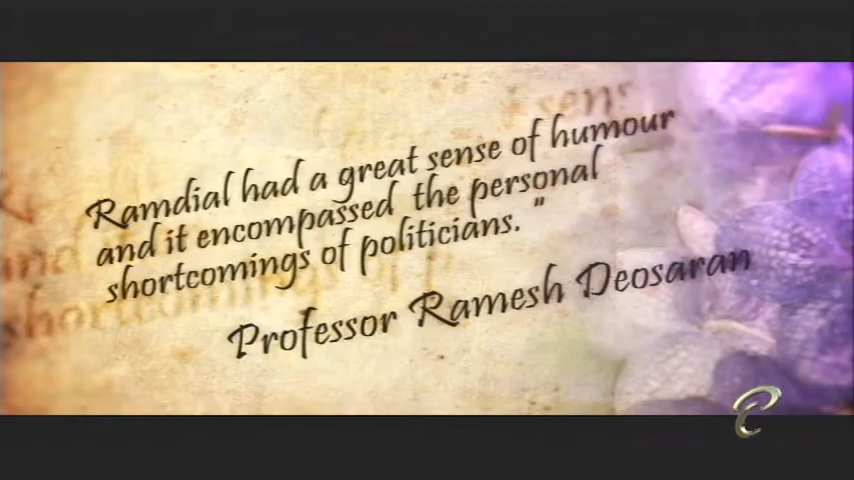 Ramdial had a great sense of humour
and it encompassed the personal
shortcomings of politicians."
Professor Ramesh Deosaran